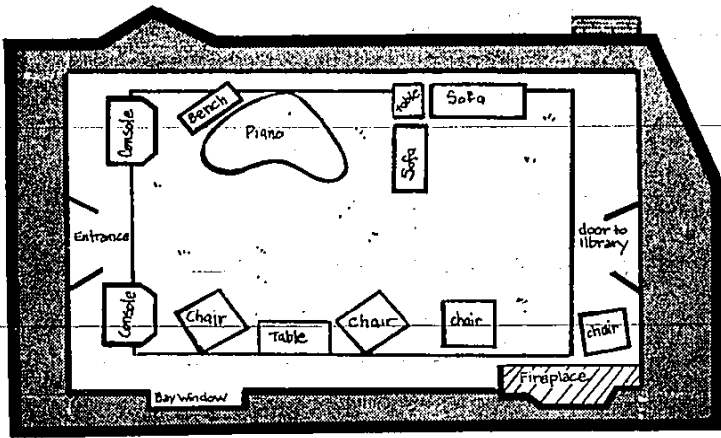 Bench
table
Sofa
Console
Piano
Sofa
Entrance
door to
library
Console
Chair
Table
Chair
chair
chair
Fireplace
Bay Window